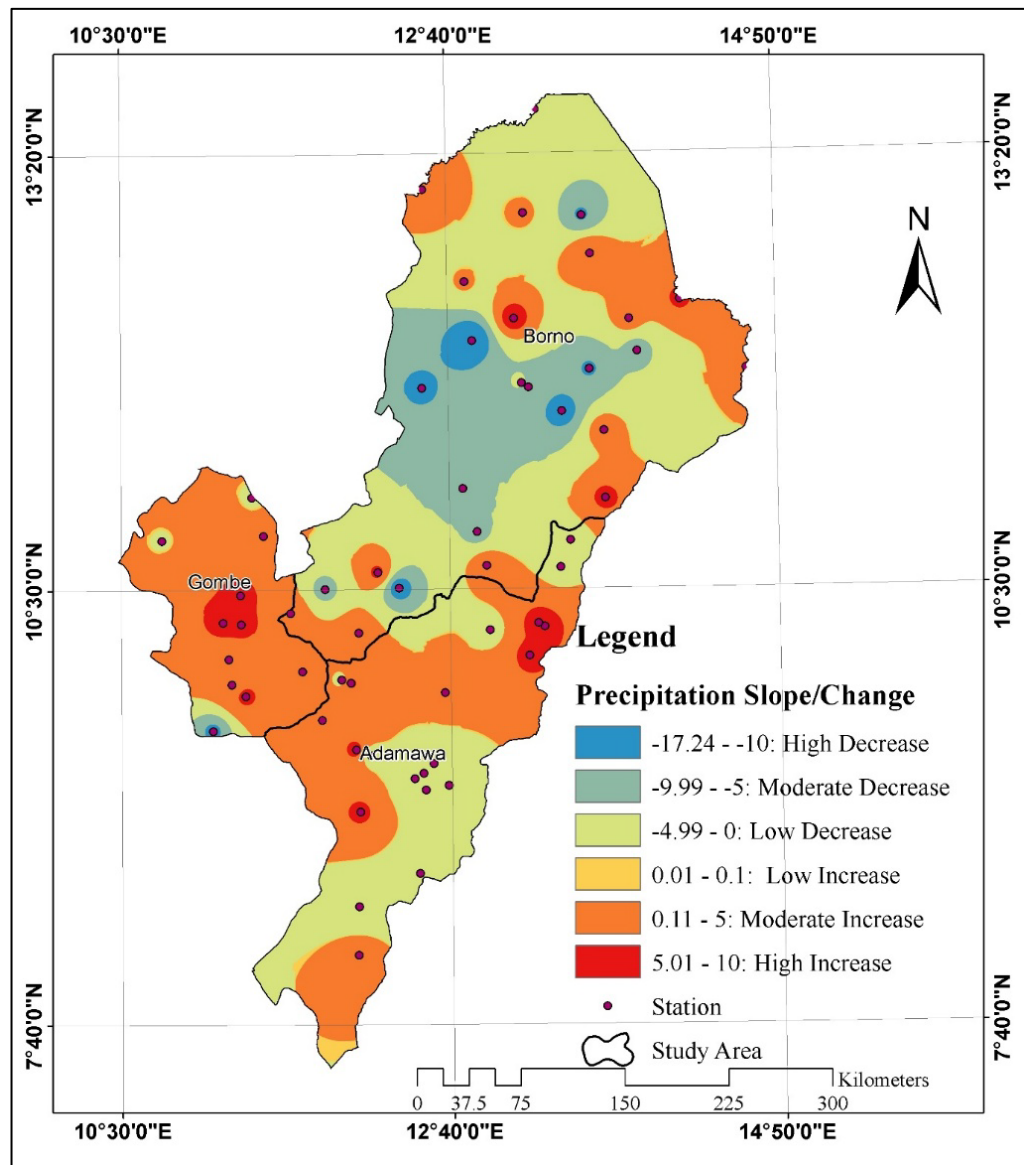 10°30'0"E 12°40'0"E 14°50'0"E
13°20'0"N 13°20'0"N
N
Borno
Gombe
10°30'0"N 10°30'0"N
Adamawa
Legend
Precipitation Slope/Change
-17.24 - -10: High Decrease
-9.99 - -5: Moderate Decrease
-4.99 - 0: Low Decrease
0.01 - 0.1: Low Increase
0.11 - 5: Moderate Increase
5.01 - 10: High Increase
Station
Study Area
7°40'0"N 7°40'0"N
Kilometers
0 37.5 75 150 225 300
10°30'0"E 12°40'0"E 14°50'0"E